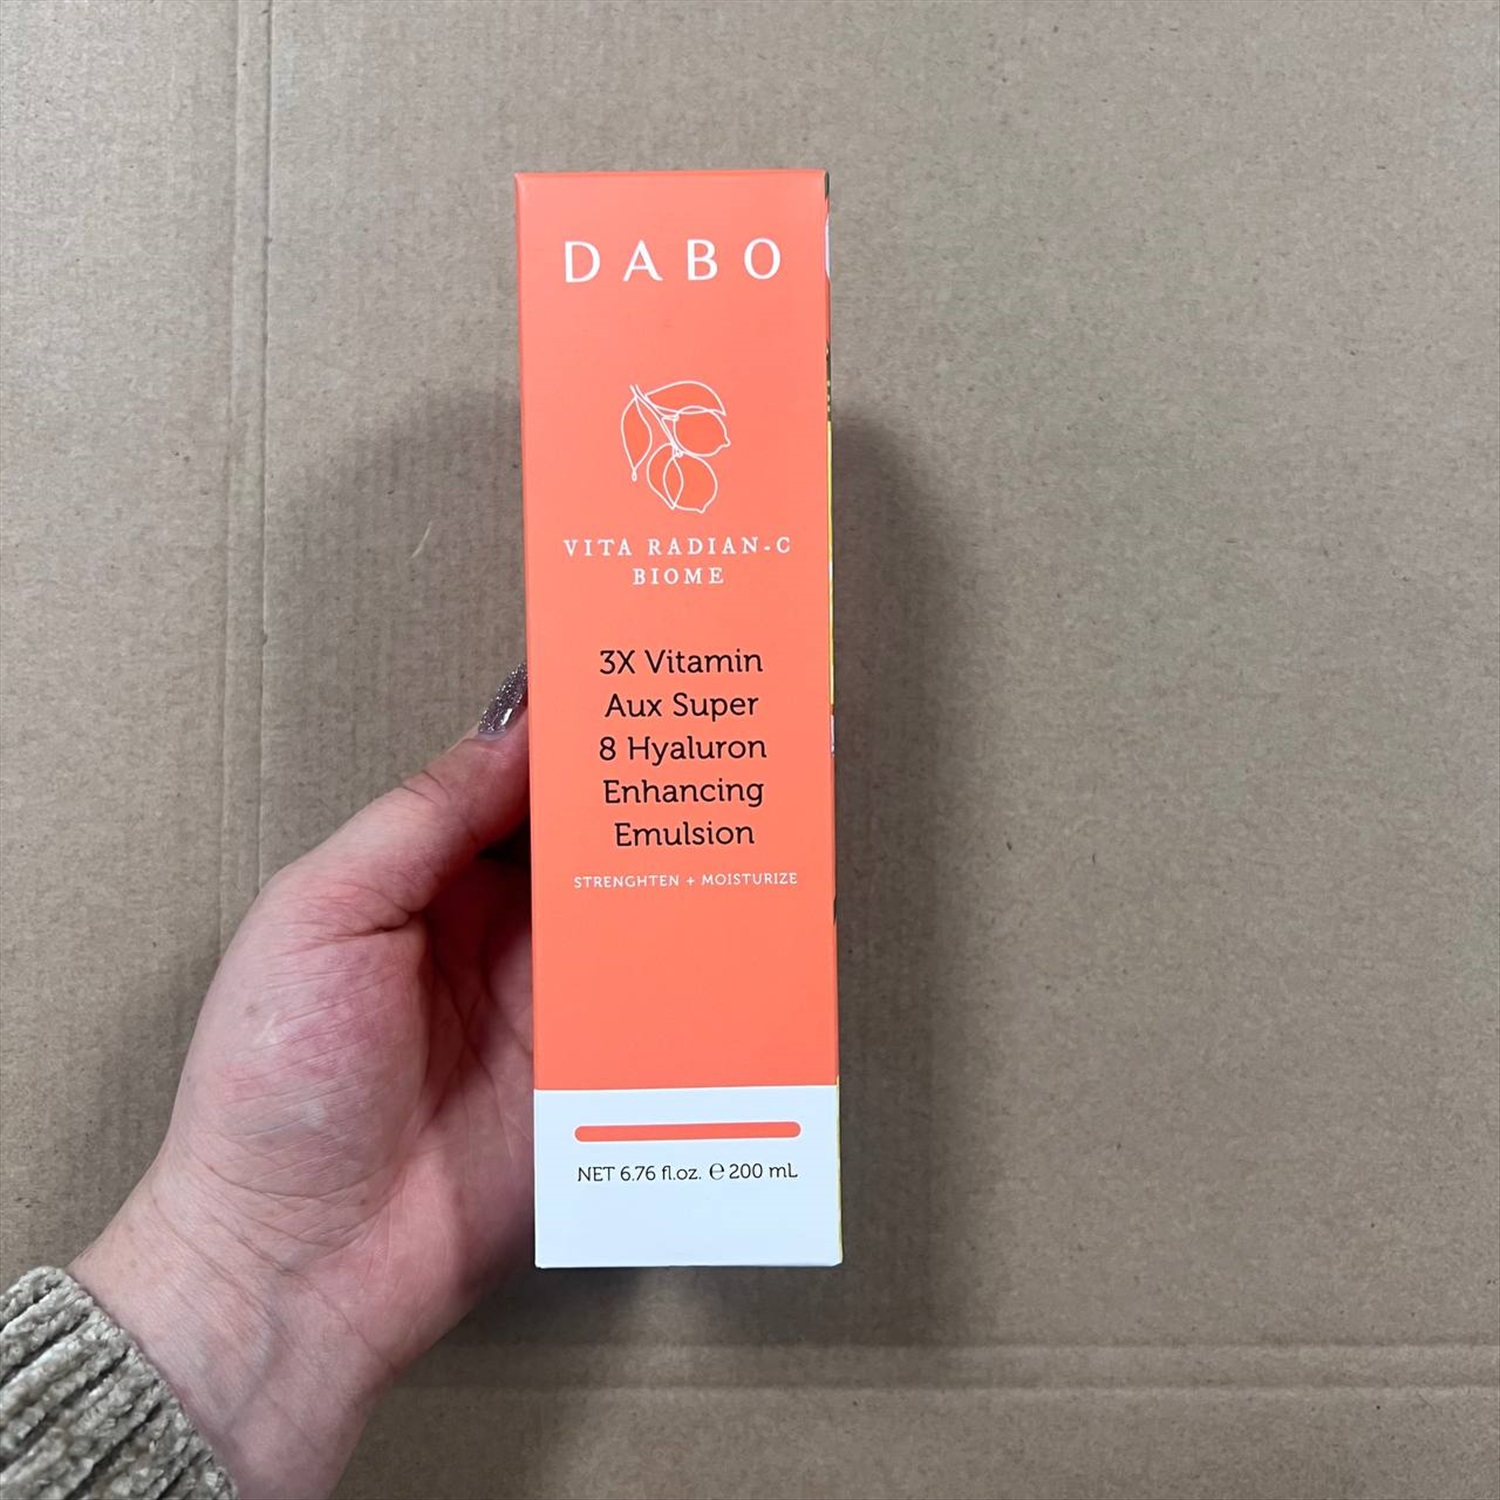 DABO
VITA RADIAN-C
BIOME
3X Vitamin
Aux Super
8 Hyaluron
Enhancing
Emulsion
STRENGHTEN + MOISTURIZE
NET 6.76 fl.oz. ℮ 200 mL